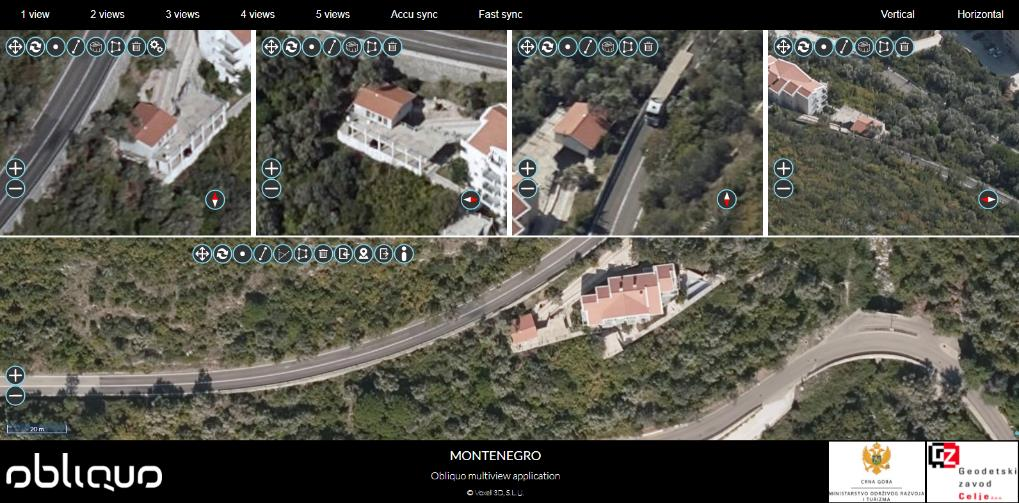 1 view 2 views 3 views 4 views 5 views Accu sync Fast sync Vertical Horizontal
20 m
obliquo
MONTENEGRO
Obliquo multiview application
© Voxel 3D, S.L.U.
CRNA GORA
MINISTARSTVO ODRŽIVOG RAZVOJA
I TURIZMA
GZ
Geodetski
zavod
Celje d.o.o.